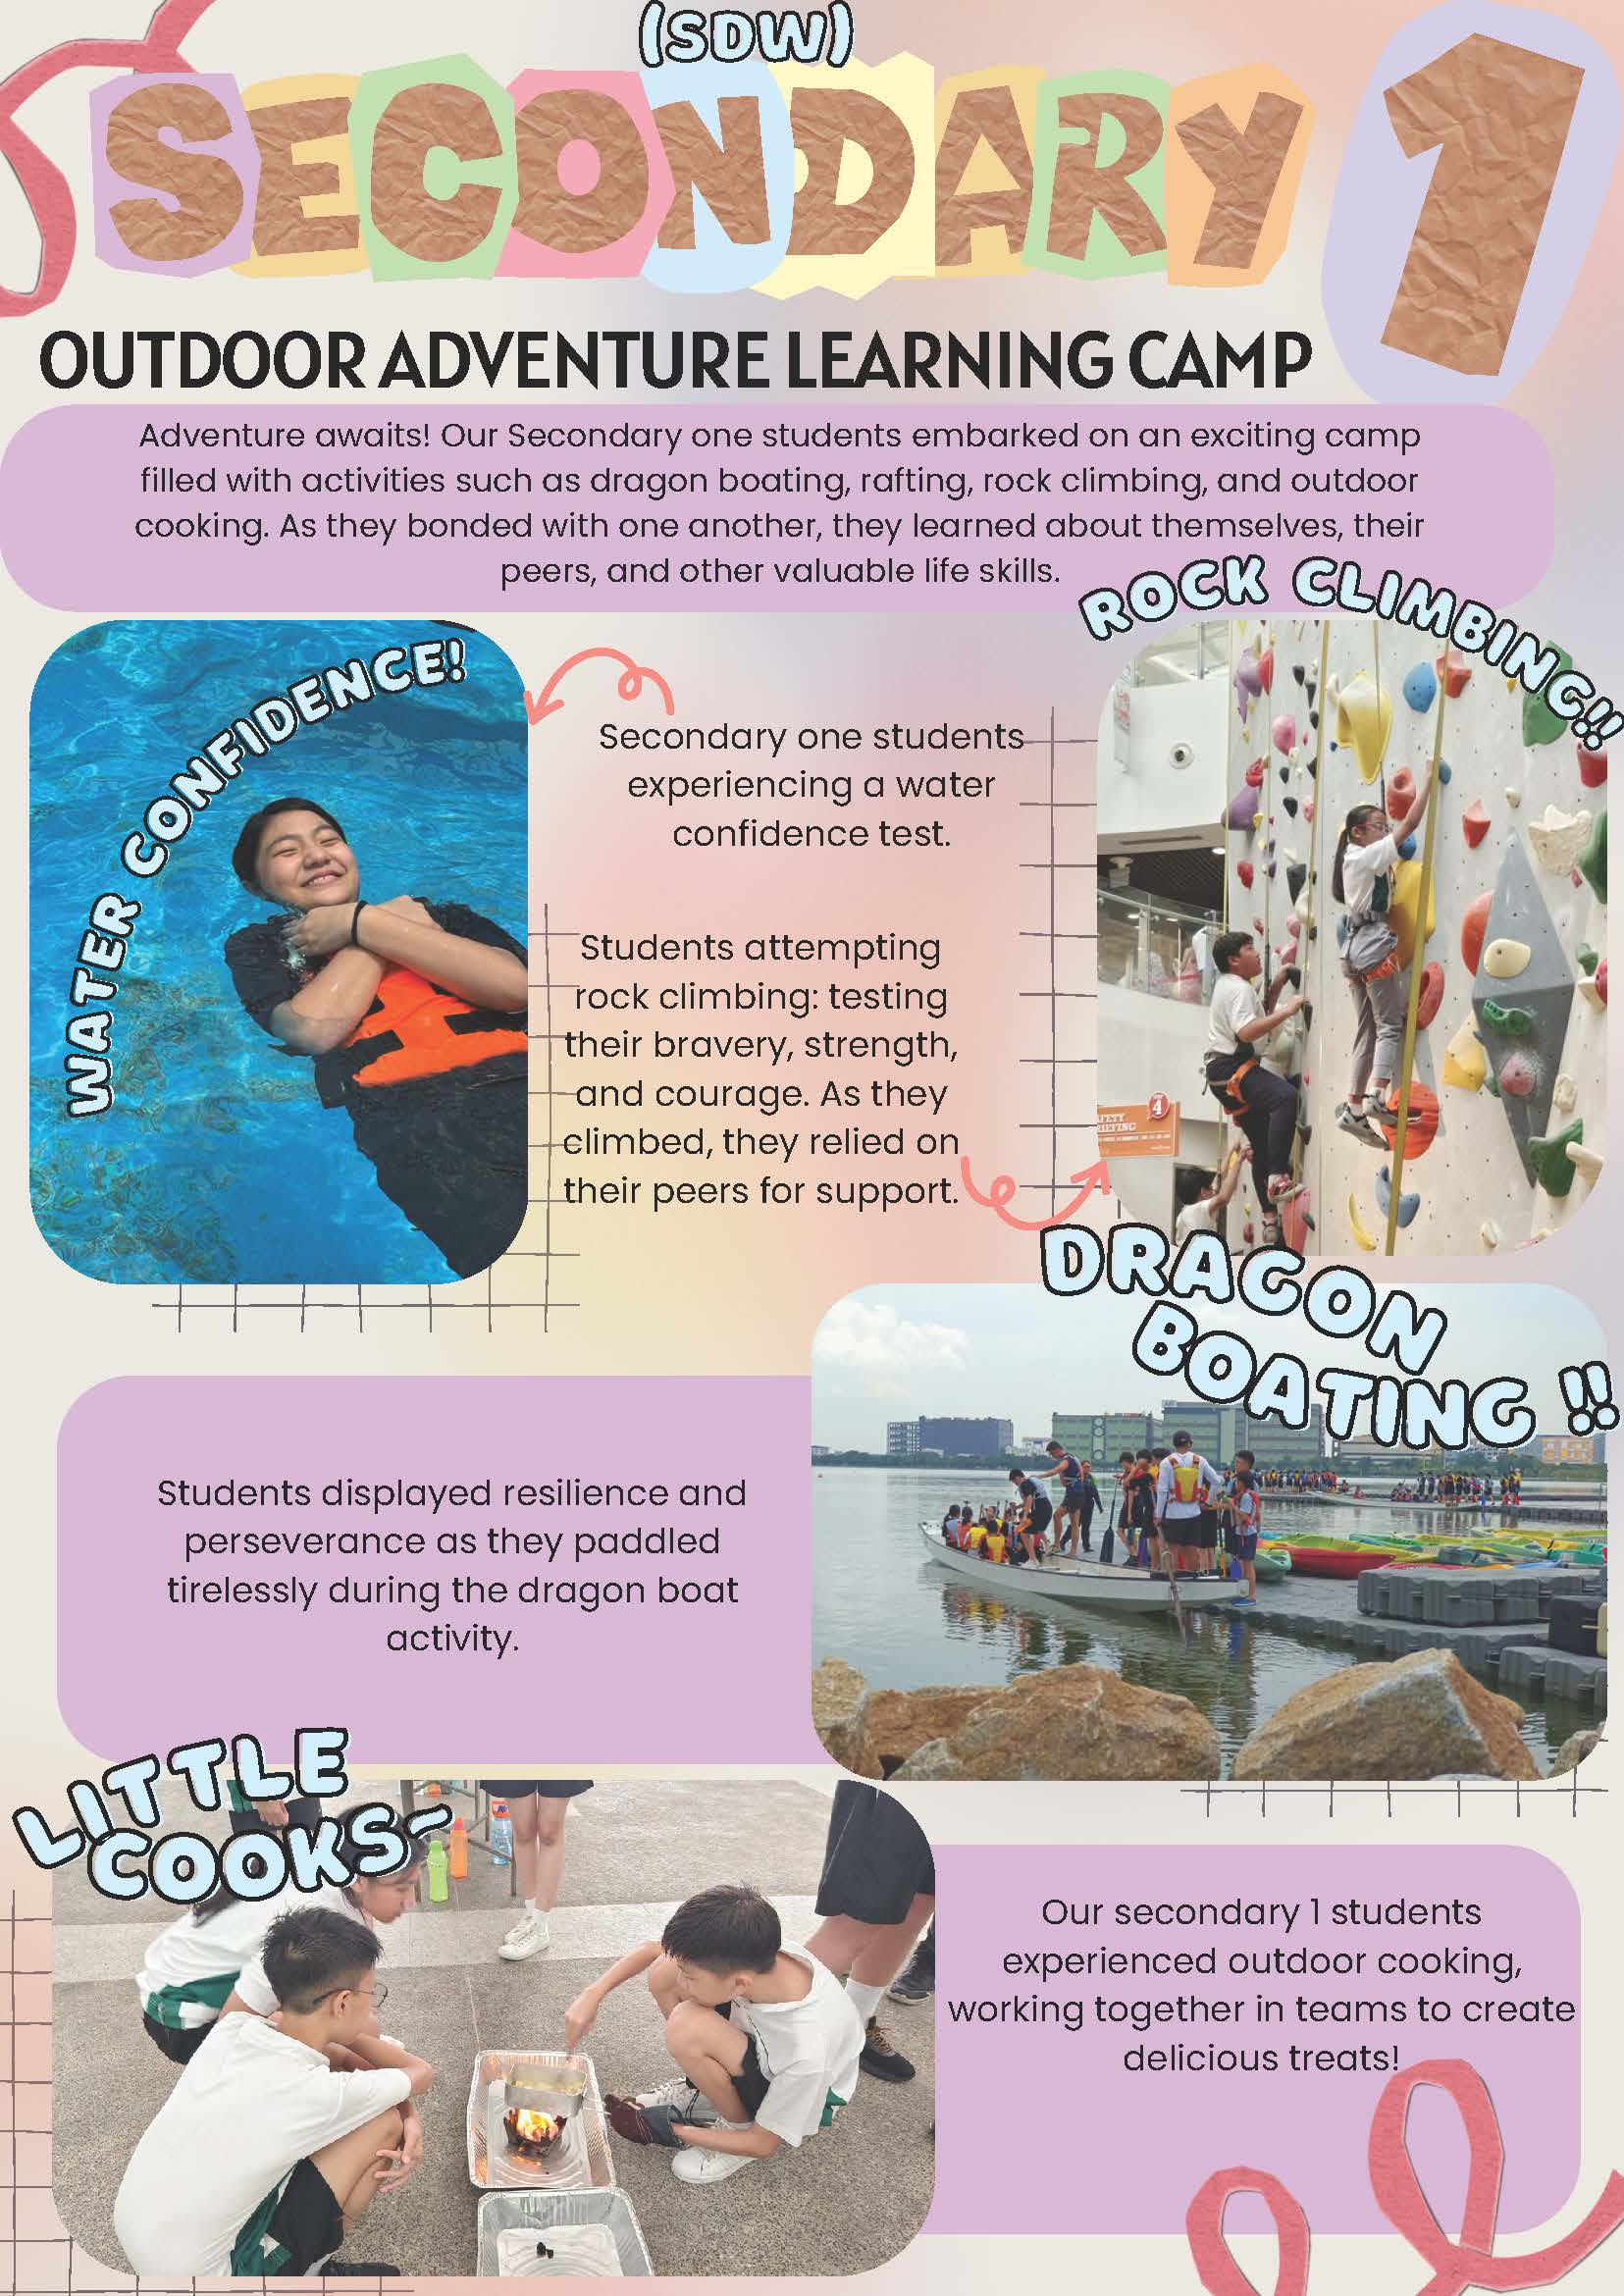 (SDW)
SECONDARY 1
OUTDOOR ADVENTURE LEARNING CAMP
Adventure awaits! Our Secondary one students embarked on an exciting camp
filled with activities such as dragon boating, rafting, rock climbing, and outdoor
cooking. As they bonded with one another, they learned about themselves, their
peers, and other valuable life skills.
WATER CONFIDENCE!
Secondary one students
experiencing a water
confidence test.
ROCK CLIMBING!!
Students attempting
rock climbing: testing
their bravery, strength,
and courage. As they
climbed, they relied on
their peers for support.
4
DRAGON
BOATING !!
Students displayed resilience and
perseverance as they paddled
tirelessly during the dragon boat
activity.
LITTLE
COOKS~
Our secondary 1 students
experienced outdoor cooking,
working together in teams to create
delicious treats!